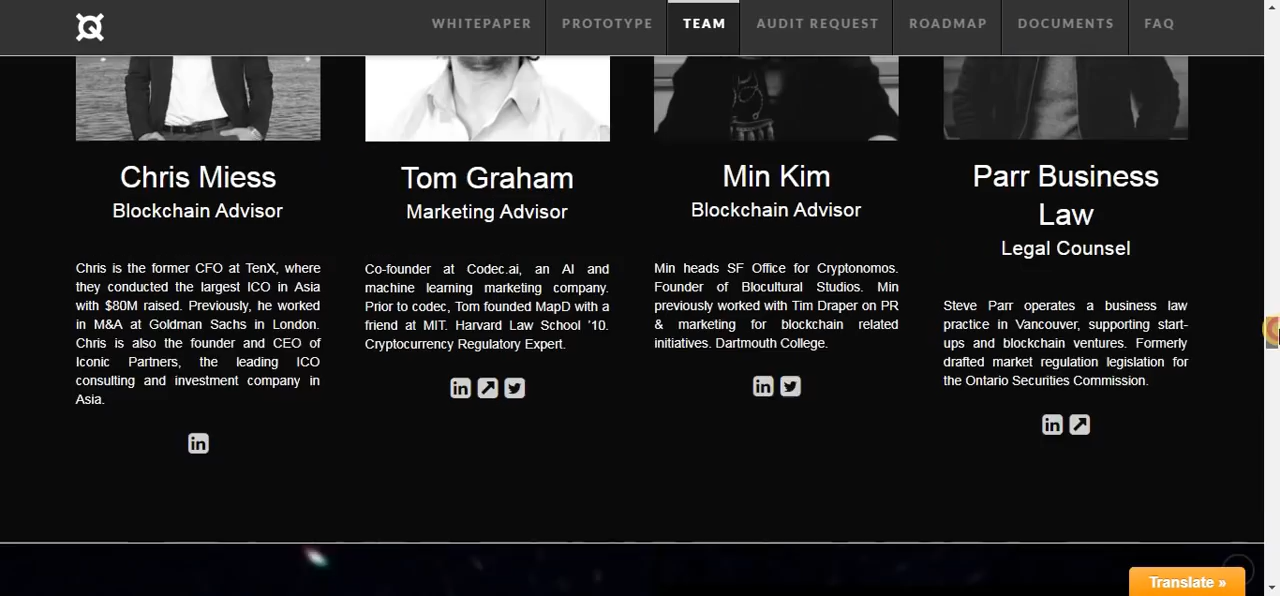 WHITEPAPER PROTOTYPE TEAM AUDIT REQUEST ROADMAP DOCUMENTS FAQ
Chris Miess
Blockchain Advisor
Chris is the former CFO at TenX, where
they conducted the largest ICO in Asia
with $80M raised. Previously, he worked
in M&A at Goldman Sachs in London.
Chris is also the founder and CEO of
Iconic Partners, the leading ICO
consulting and investment company in
Asia.
Tom Graham
Marketing Advisor
Co-founder at Codec.ai, an AI and
machine learning marketing company.
Prior to codec, Tom founded MapD with a
friend at MIT. Harvard Law School '10.
Cryptocurrency Regulatory Expert.
Min Kim
Blockchain Advisor
Min heads SF Office for Cryptonomos.
Founder of Blocultural Studios. Min
previously worked with Tim Draper on PR
& marketing for blockchain related
initiatives. Dartmouth College.
Parr Business
Law
Legal Counsel
Steve Parr operates a business law
practice in Vancouver, supporting start-
ups and blockchain ventures. Formerly
drafted market regulation legislation for
the Ontario Securities Commission.
in
in
in
in
Translate »